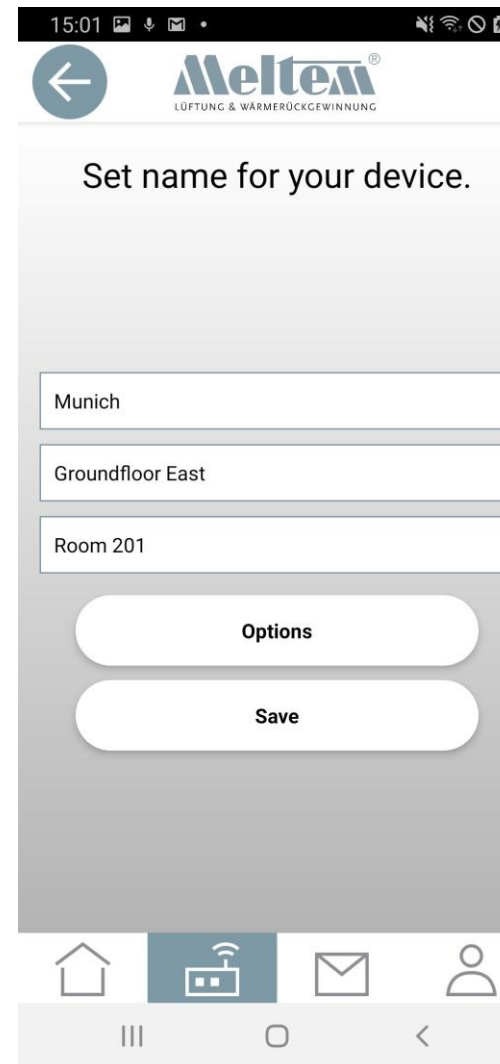 15:01
Meltem®
LÜFTUNG & WÄRMERÜCKGEWINNUNG
Set name for your device.
Munich
Groundfloor East
Room 201
Options
Save